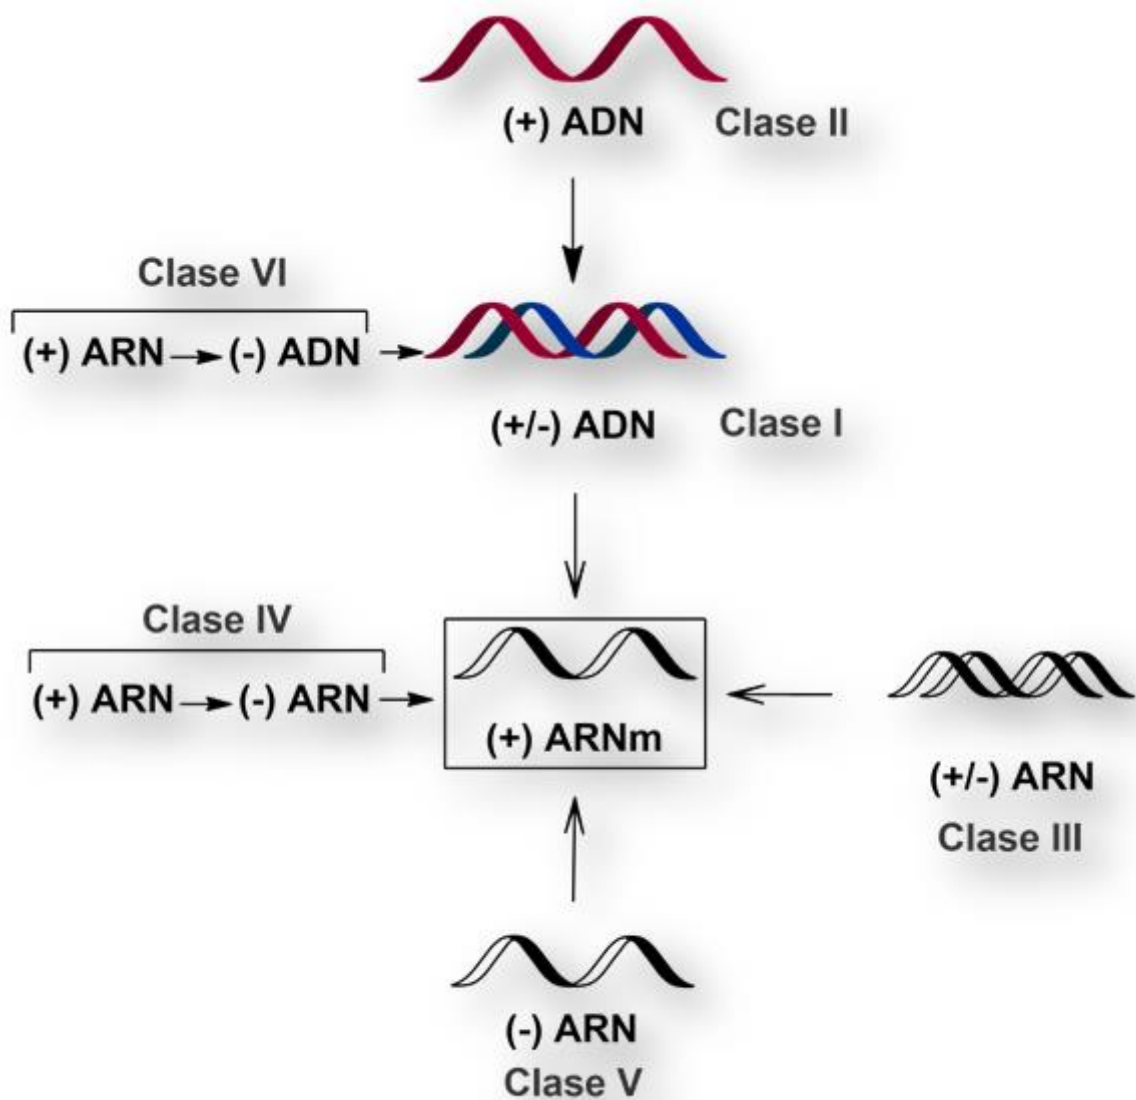 (+) ADN Clase II
Clase VI
(+) ARN (-) ADN
(+/-) ADN Clase I
Clase IV
(+) ARN (-) ARN
(+) ARNm
(+/-) ARN
Clase III
(-) ARN
Clase V